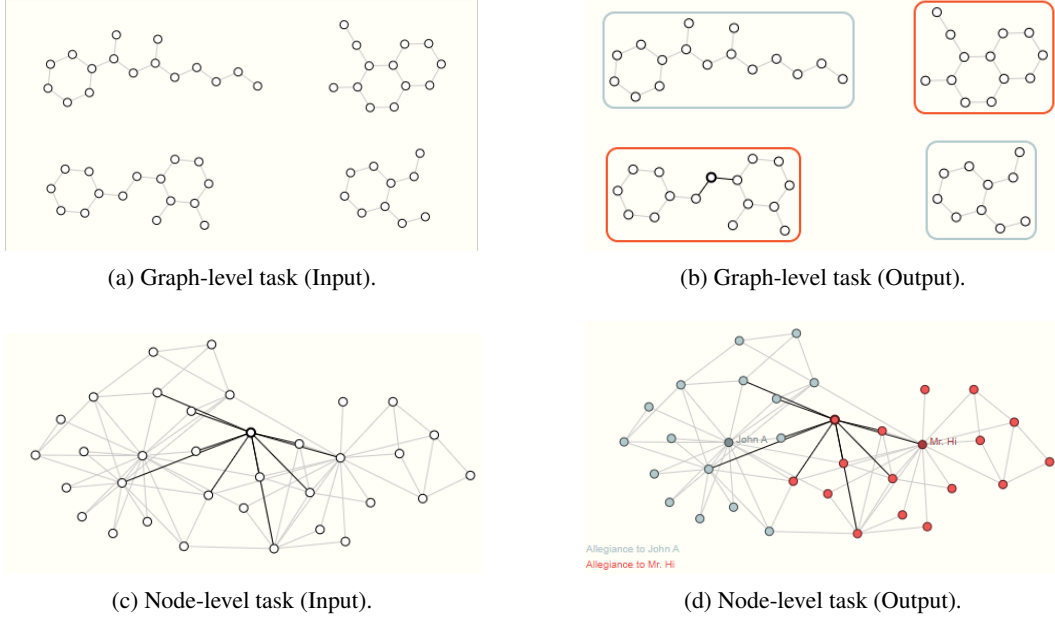 (a) Graph-level task (Input).
(b) Graph-level task (Output).
John A
Mr. Hi
Allegiance to John A
Allegiance to Mr. Hi
(c) Node-level task (Input).
(d) Node-level task (Output).